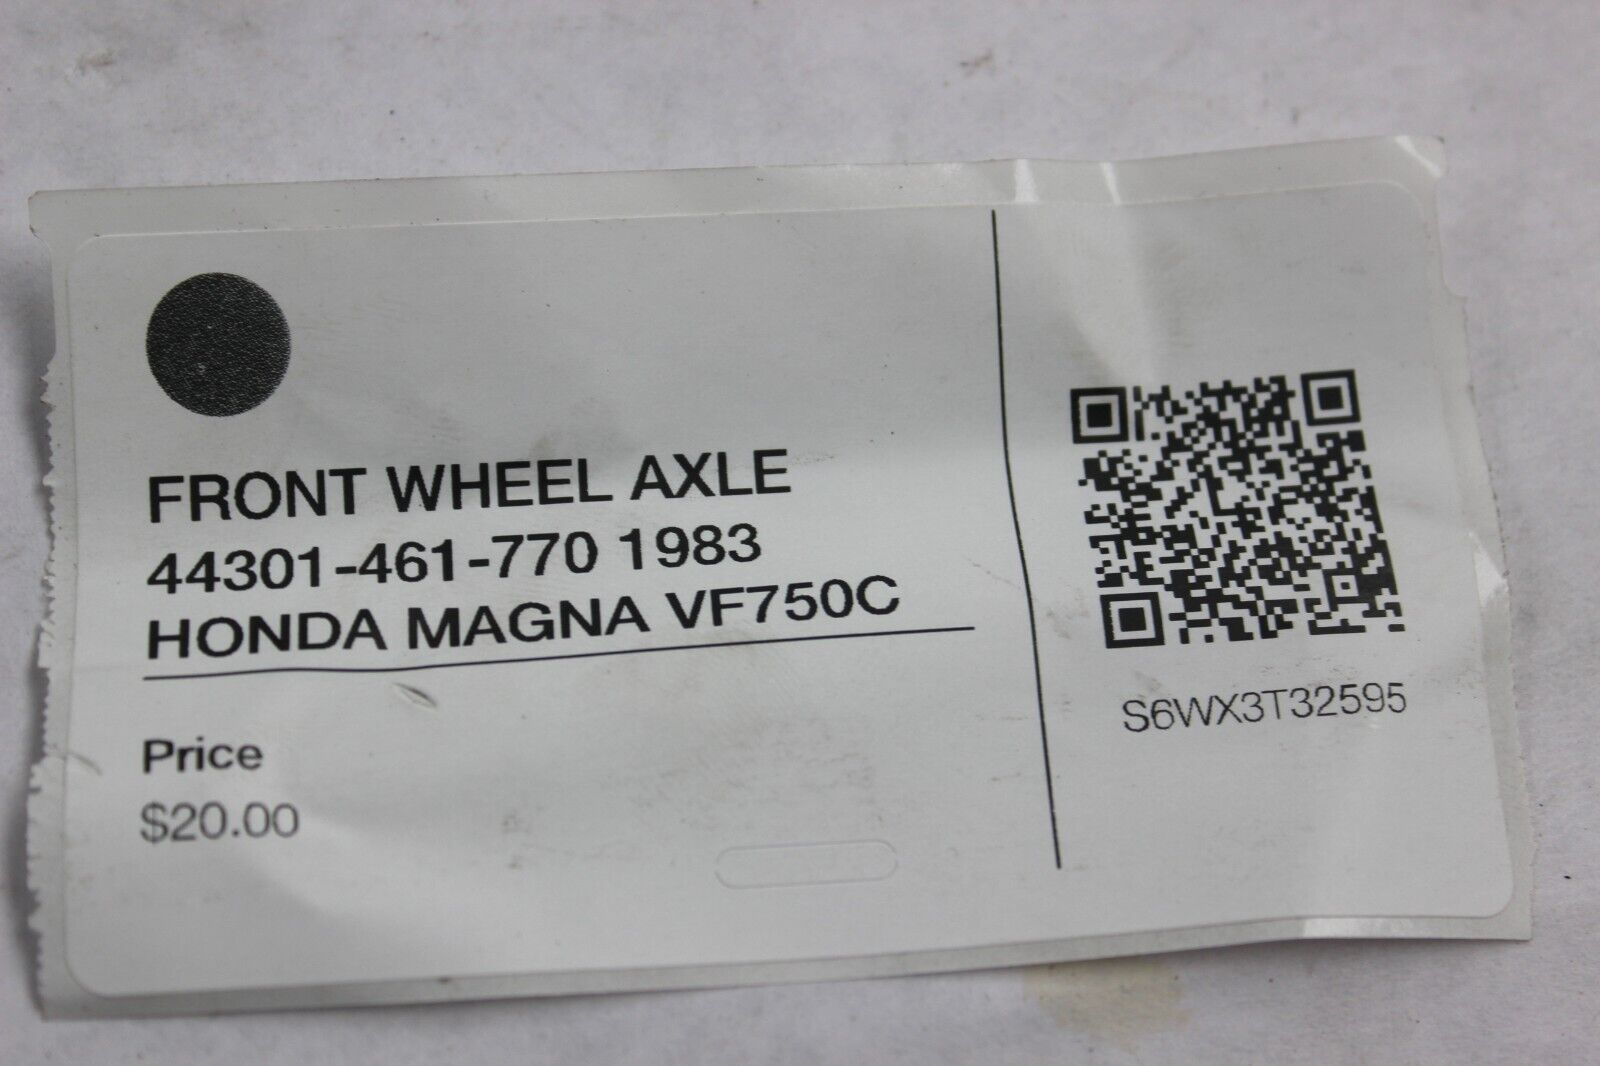 FRONT WHEEL AXLE
44301-461-770 1983
HONDA MAGNA VF750C
Price
$20.00
S6WX3T32595